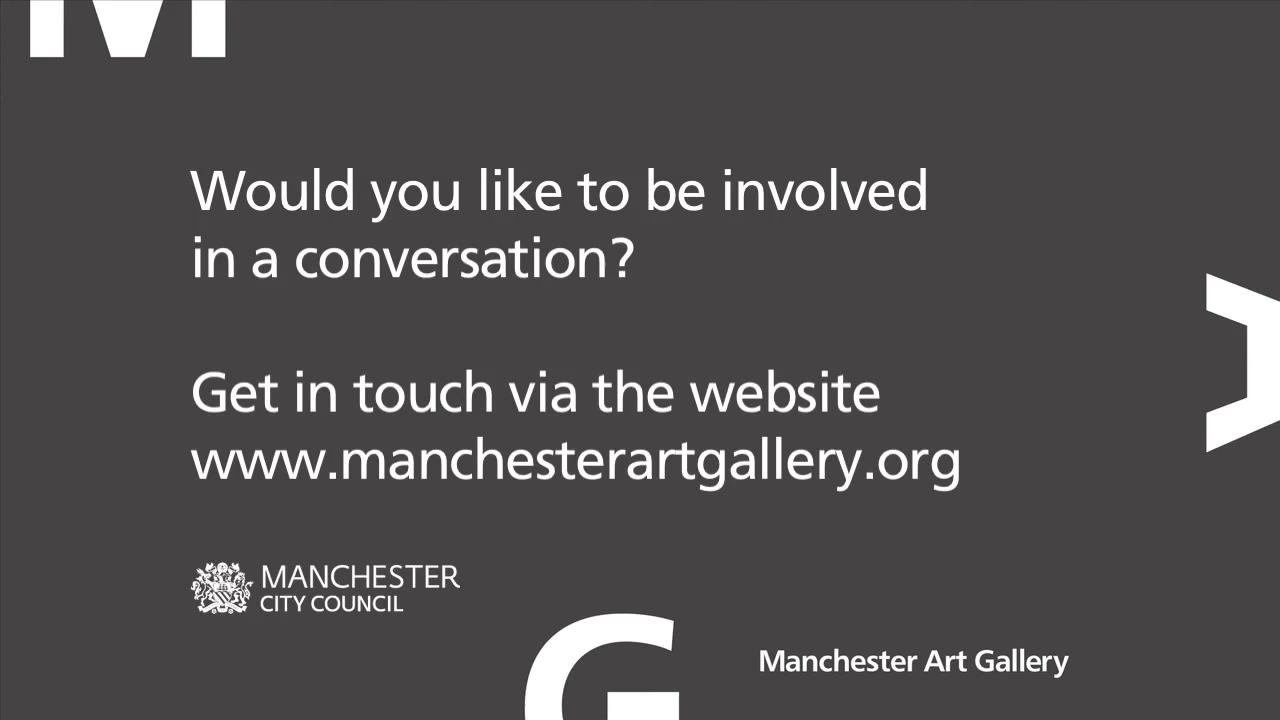 M
Would you like to be involved
in a conversation?
A
Get in touch via the website
www.manchesterartgallery.org
MANCHESTER
CITY COUNCIL
G
Manchester Art Gallery